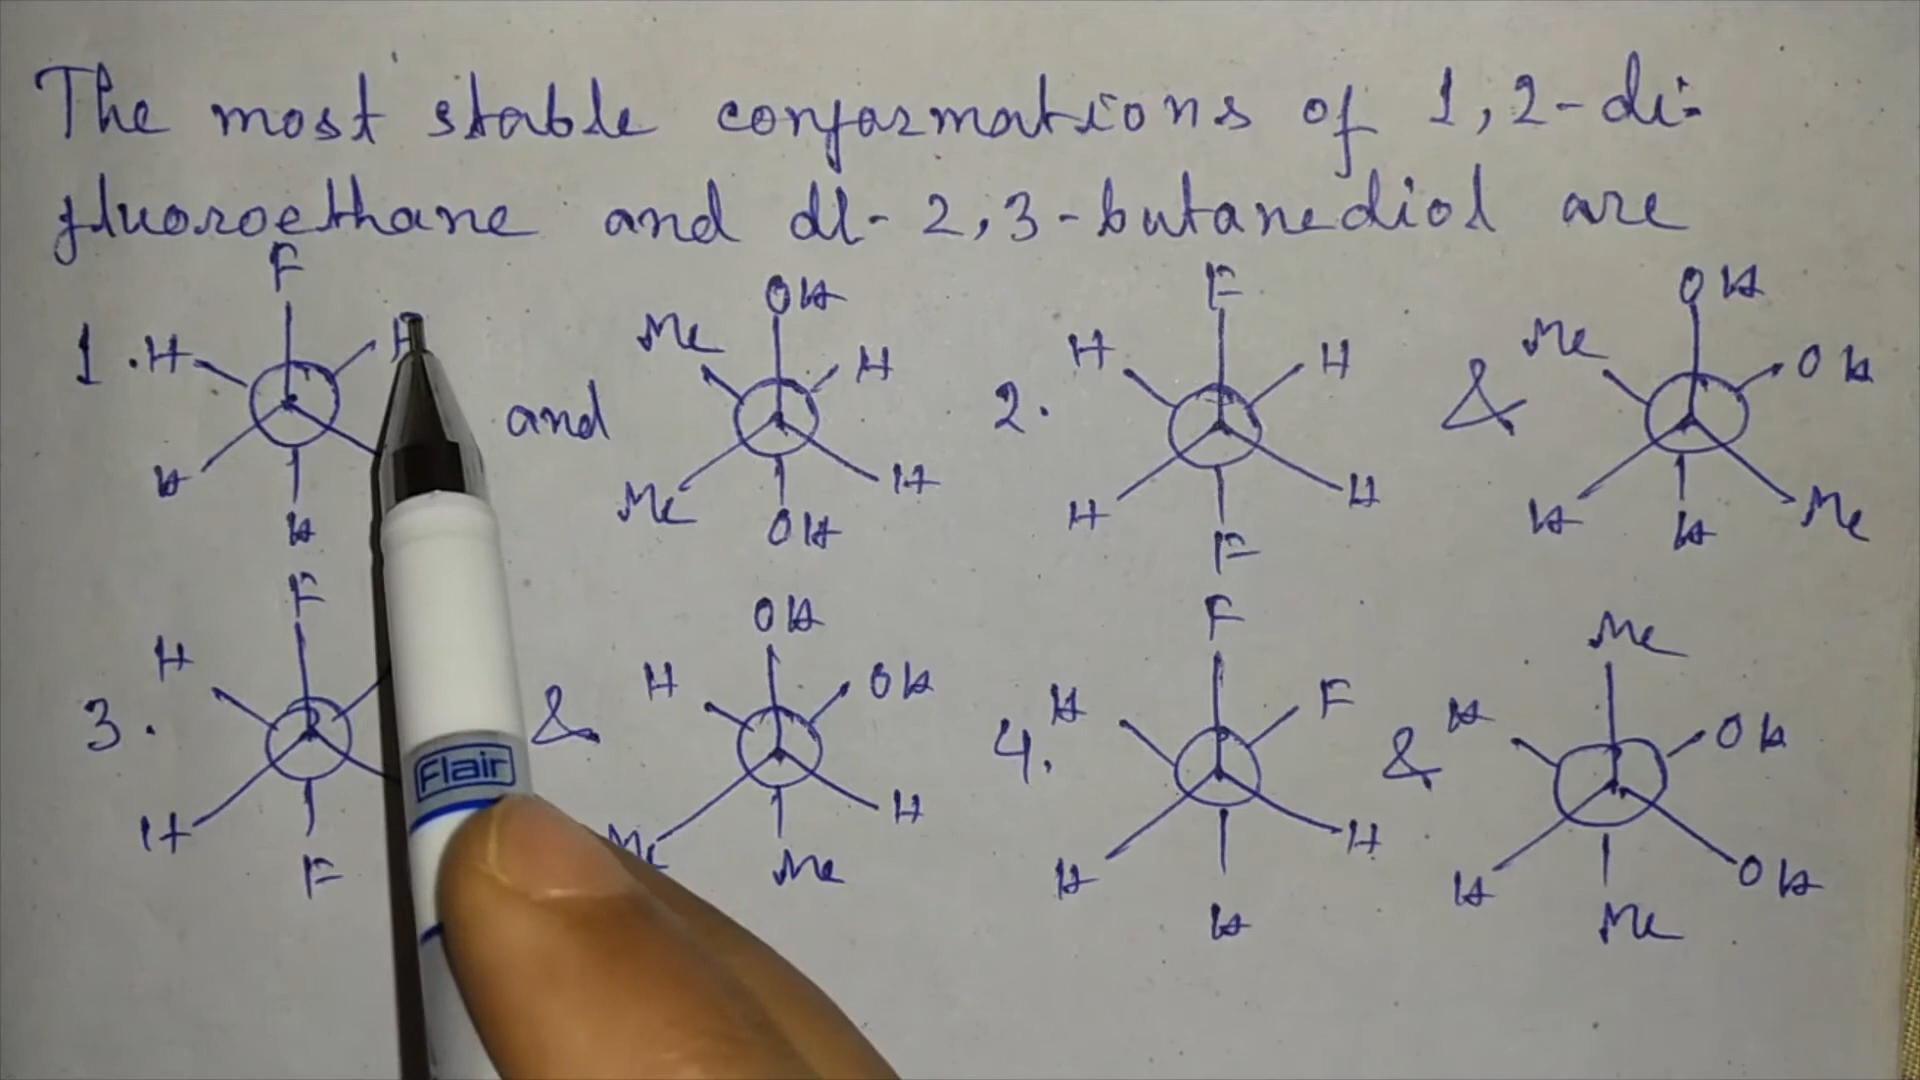 The most stable conformations of 1,2-di-
fluoroethane and dl-2,3-butanediol are
1. F H H H H and OH Me H Me H OH
2. F H H H H F & OH Me OH H Me H
3. F H H F & OH H OH Me H Me
4. F H F H H H & Me H OH H OH Me
Flair